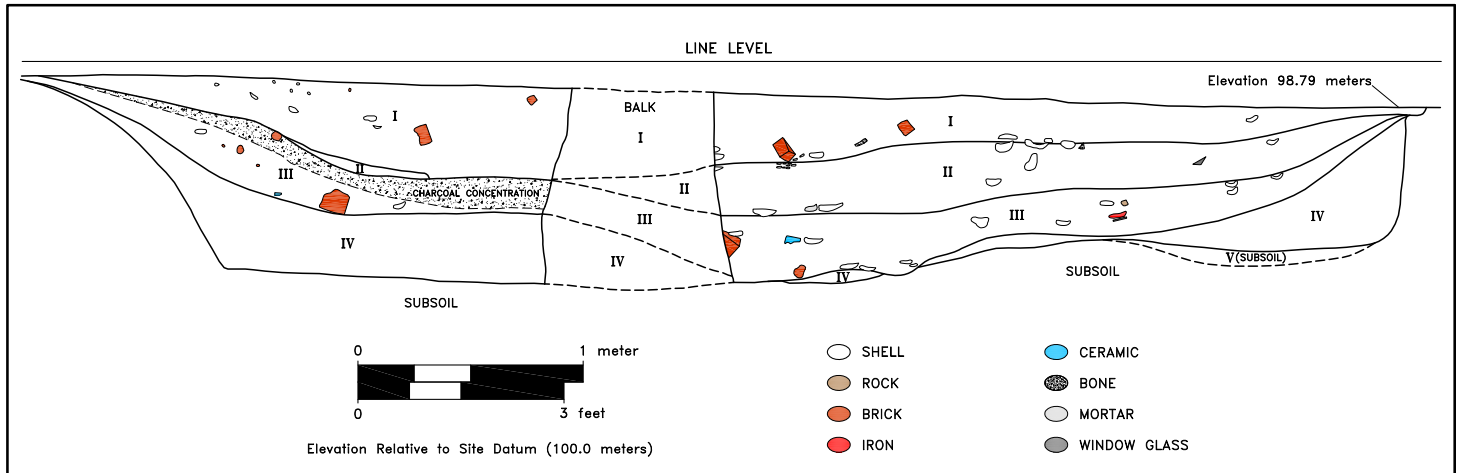 LINE LEVEL
Elevation 98.79 meters
BALK
I
I
I
II
III
CHARCOAL CONCENTRATION
II
III
II
III
IV
IV
IV
IV
V(SUBSOIL)
SUBSOIL
SUBSOIL
0 1 meter
0 3 feet
Elevation Relative to Site Datum (100.0 meters)
SHELL
ROCK
BRICK
IRON
CERAMIC
BONE
MORTAR
WINDOW GLASS